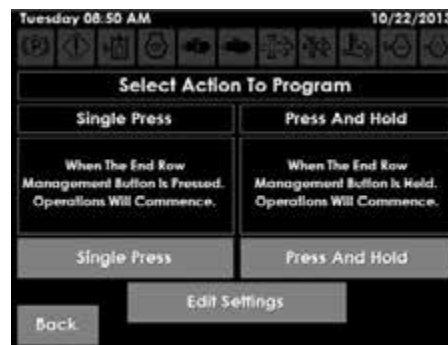 Tuesday 08:50 AM 10/22/2013
Select Action To Program
Single Press Press And Hold
When The End Row When The End Row
Management Button Is Pressed. Management Button Is Held.
Operations Will Commence. Operations Will Commence.
Single Press Press And Hold
Edit Settings
Back